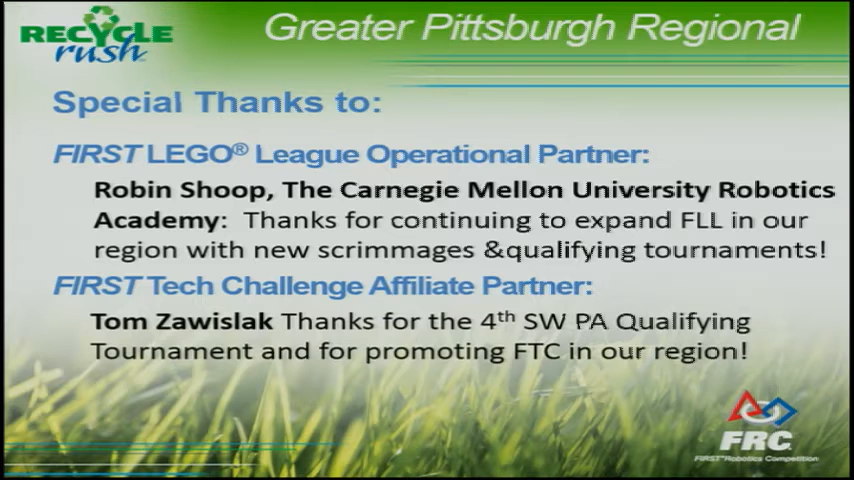 RECYCLE
rush
Greater Pittsburgh Regional
Special Thanks to:
FIRST LEGO® League Operational Partner:
Robin Shoop, The Carnegie Mellon University Robotics
Academy: Thanks for continuing to expand FLL in our
region with new scrimmages &qualifying tournaments!
FIRST Tech Challenge Affiliate Partner:
Tom Zawislak Thanks for the 4th SW PA Qualifying
Tournament and for promoting FTC in our region!
FRC
FIRST Robotics Competition